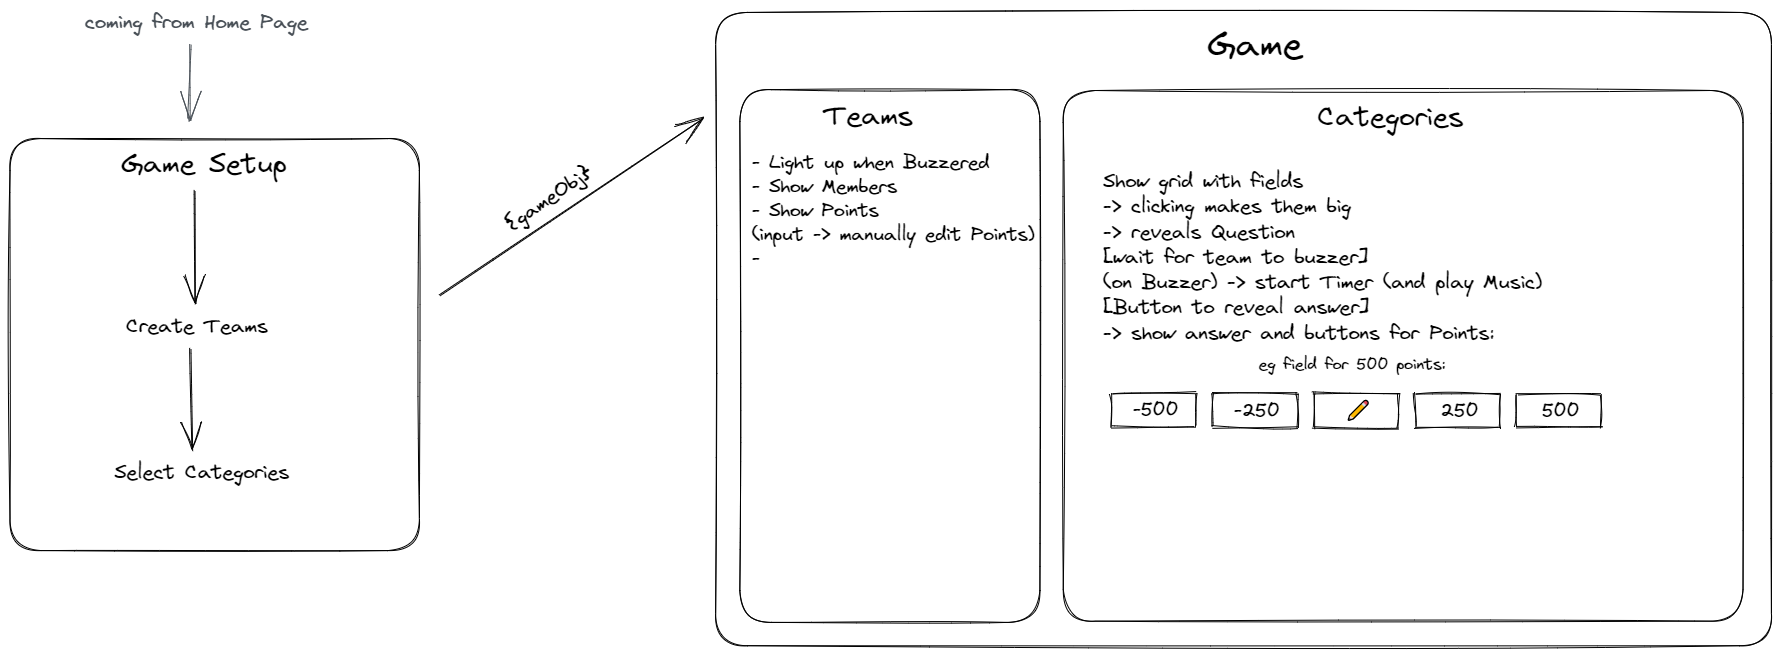 coming from Home Page
Game Setup
Create Teams
Select Categories
{gameObj}
Game
Teams
- Light up when Buzzered
- Show Members
- Show Points
(input -> manually edit Points)
-
Categories
Show grid with fields
-> clicking makes them big
-> reveals Question
[wait for team to buzzer]
(on Buzzer) -> start Timer (and play Music)
[Button to reveal answer]
-> show answer and buttons for Points:
eg field for 500 points:
-500
-250
✏️
250
500